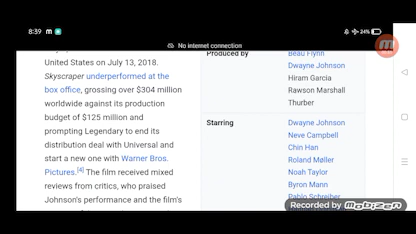 8:39 m
24%
No internet connection
United States on July 13, 2018.
Skyscraper underperformed at the
box office, grossing over $304 million
worldwide against its production
budget of $125 million and
prompting Legendary to end its
distribution deal with Universal and
start a new one with Warner Bros.
Pictures.[4] The film received mixed
reviews from critics, who praised
Johnson's performance and the film's
Produced by
Beau Flynn
Dwayne Johnson
Hiram Garcia
Rawson Marshall
Thurber
Starring
Dwayne Johnson
Neve Campbell
Chin Han
Roland Møller
Noah Taylor
Byron Mann
Pablo Schreiber
Recorded by mobizen